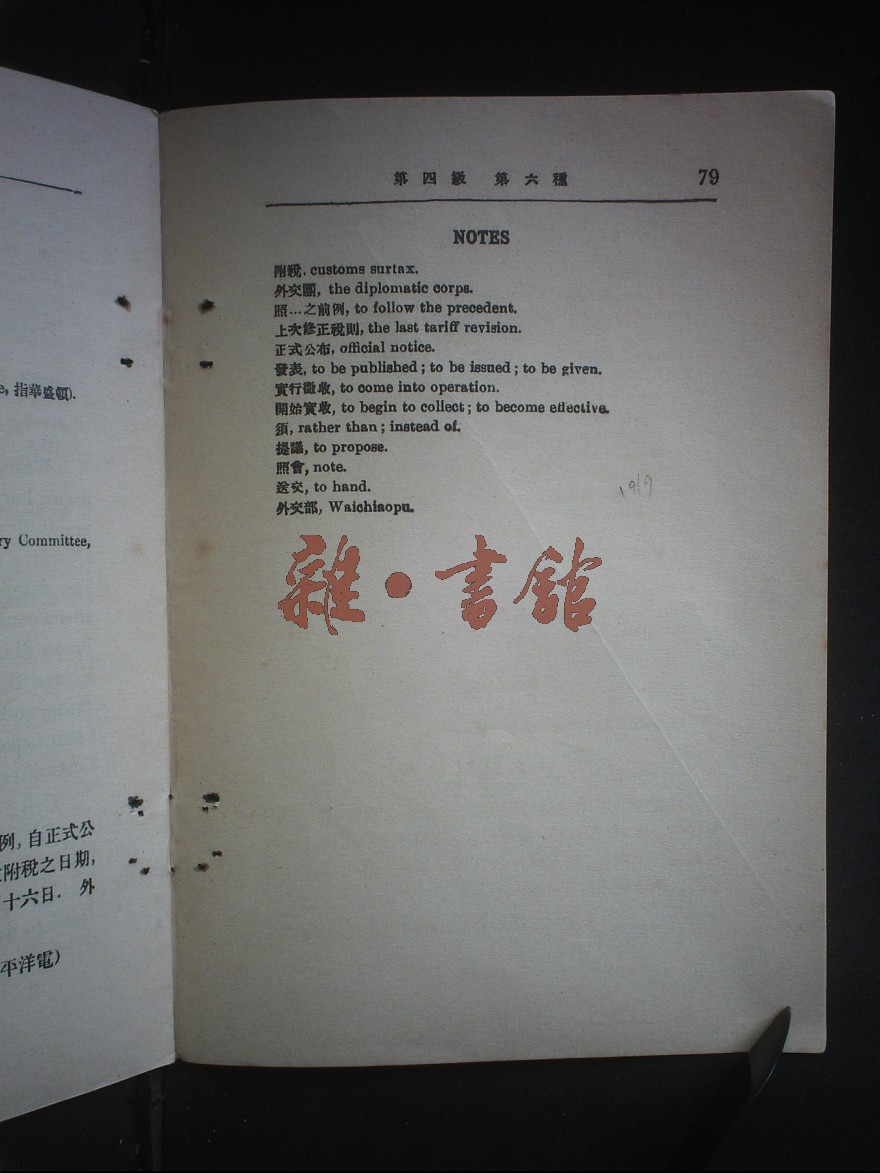 e, 指華盛頓).
ry Committee,
例, 自正式公
附稅之日期,
十六日. 外
平洋電)
第四級 第六種 79
NOTES
附稅, customs surtax.
外交團, the diplomatic corps.
照...之前例, to follow the precedent.
上次修正稅則, the last tariff revision.
正式公布, official notice.
發表, to be published; to be issued; to be given.
實行徵收, to come into operation.
開始實收, to begin to collect; to become effective.
須, rather than; instead of.
提議, to propose.
照會, note.
送交, to hand.
外交部, Waichiaopu.
1919
雜·書館